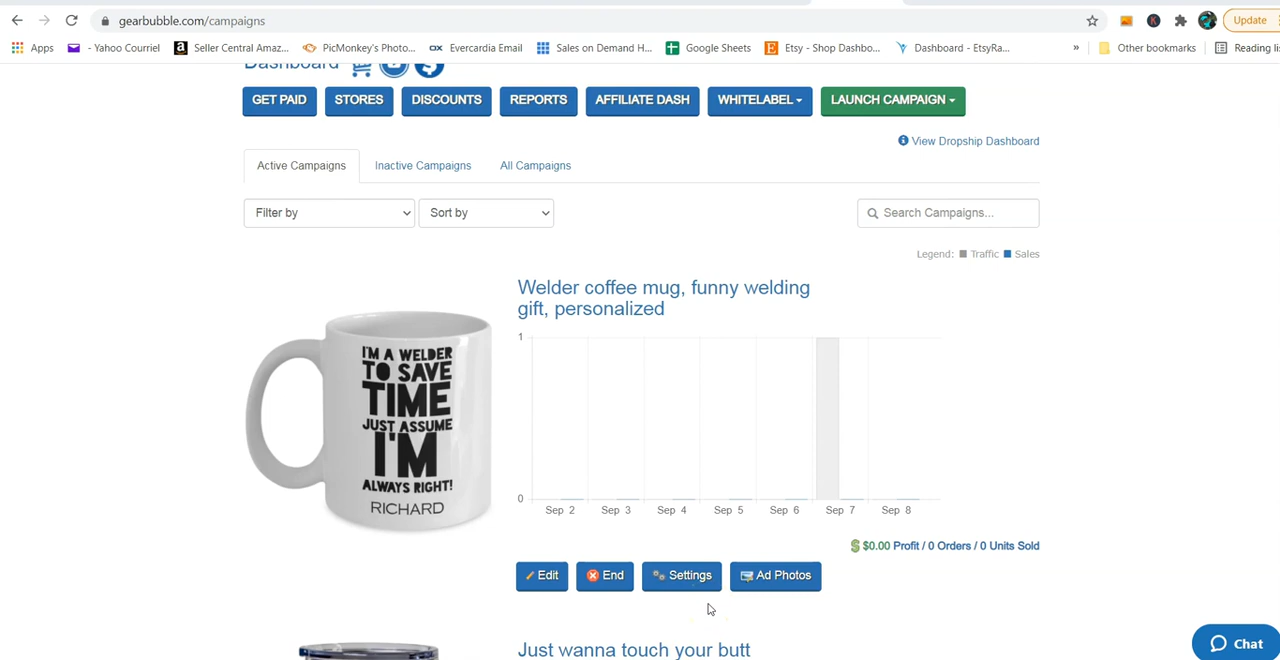 gearbubble.com/campaigns
Update
Apps
- Yahoo Courriel
Seller Central Amaz...
PicMonkey's Photo...
Evercardia Email
Sales on Demand H...
Google Sheets
Etsy - Shop Dashbo...
Dashboard - EtsyRa...
»
Other bookmarks
Reading lis
Dashboard
GET PAID
STORES
DISCOUNTS
REPORTS
AFFILIATE DASH
WHITELABEL
LAUNCH CAMPAIGN
View Dropship Dashboard
Active Campaigns
Inactive Campaigns
All Campaigns
Filter by
Sort by
Search Campaigns...
Legend: Traffic Sales
Welder coffee mug, funny welding
gift, personalized
I'M A WELDER
TO SAVE
TIME
JUST ASSUME
I'M
ALWAYS RIGHT!
RICHARD
1
0
Sep 2
Sep 3
Sep 4
Sep 5
Sep 6
Sep 7
Sep 8
$0.00 Profit / 0 Orders / 0 Units Sold
Edit
End
Settings
Ad Photos
Just wanna touch your butt
Chat